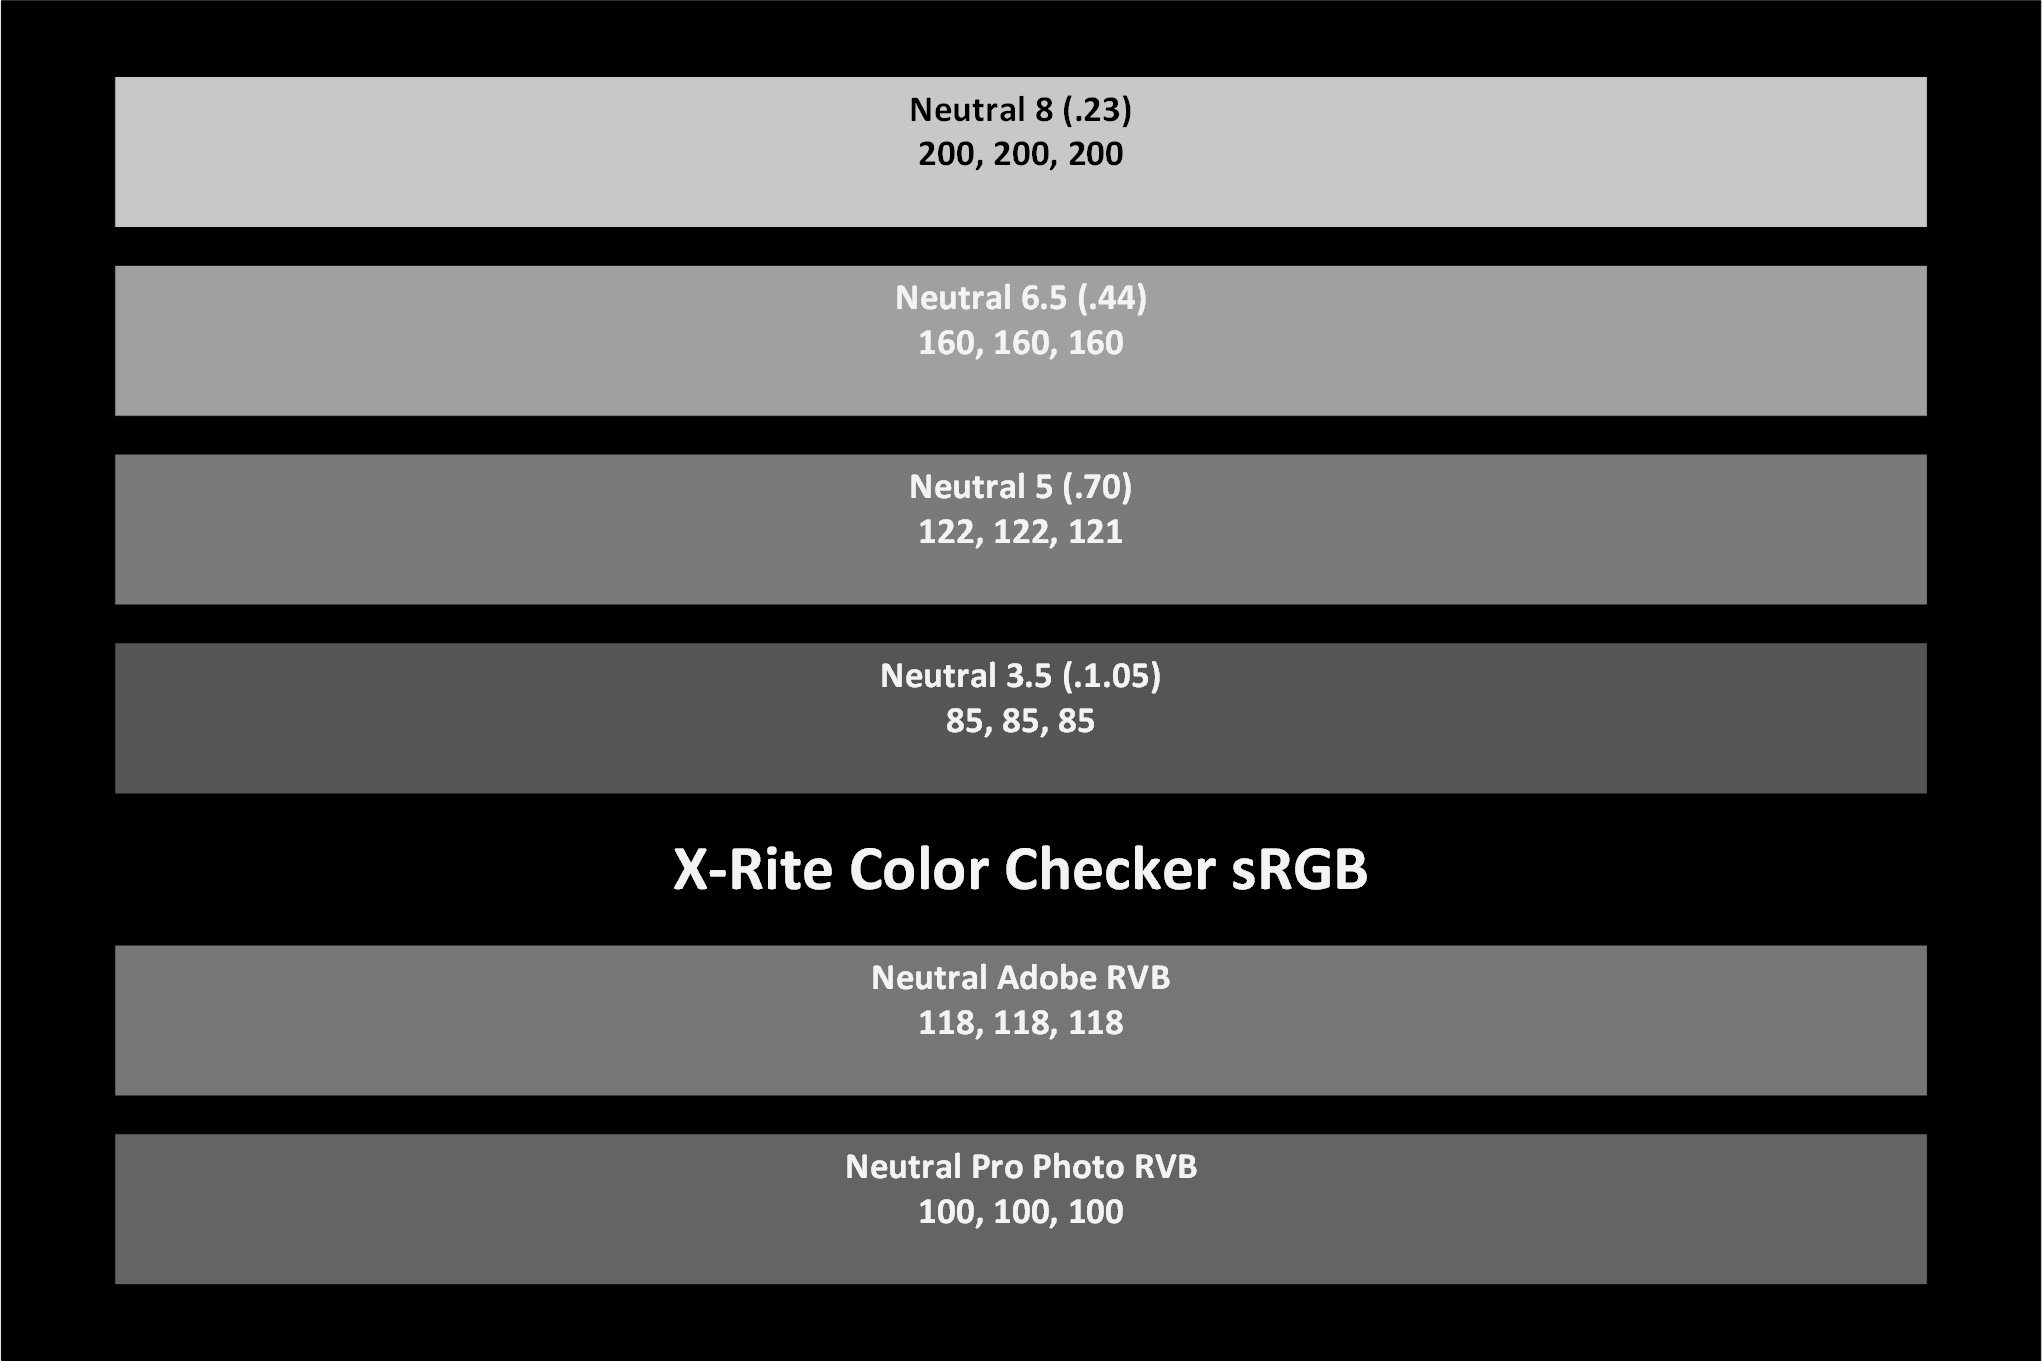 Neutral 8 (.23)
200, 200, 200
Neutral 6.5 (.44)
160, 160, 160
Neutral 5 (.70)
122, 122, 121
Neutral 3.5 (.1.05)
85, 85, 85
X-Rite Color Checker sRGB
Neutral Adobe RVB
118, 118, 118
Neutral Pro Photo RVB
100, 100, 100